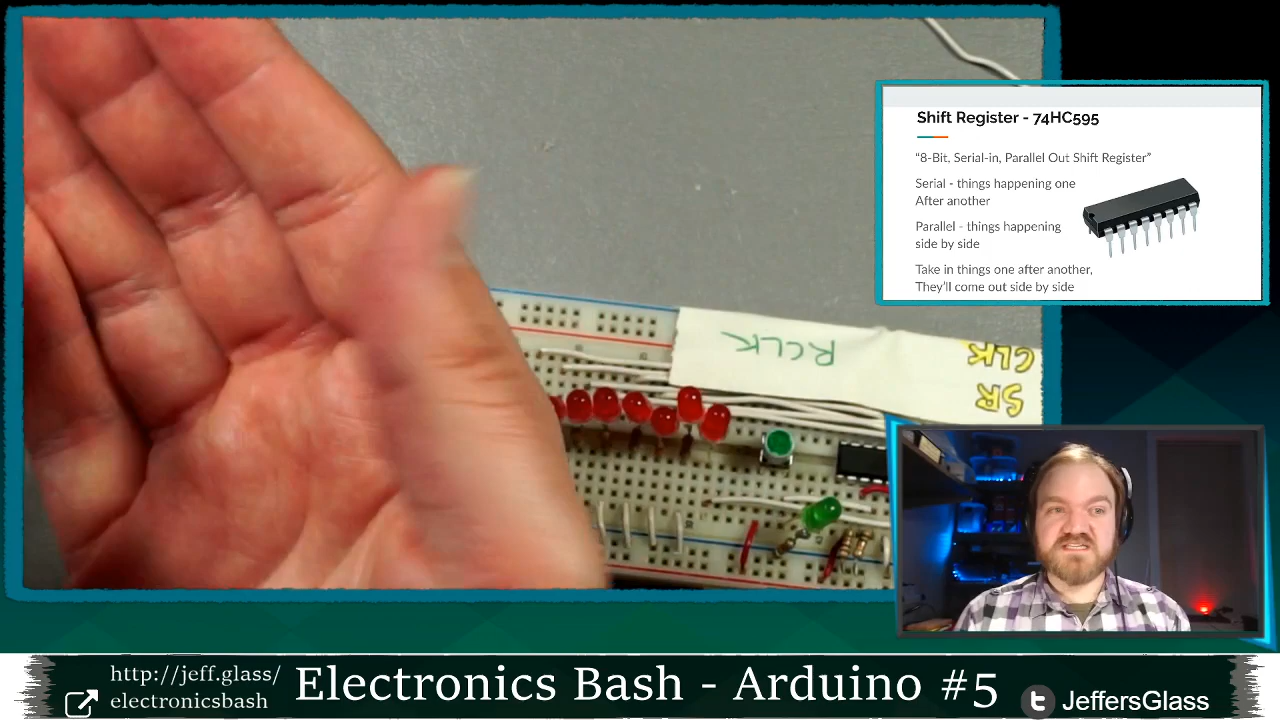 Shift Register - 74HC595
"8-Bit, Serial-in, Parallel Out Shift Register"
Serial - things happening one
After another
Parallel - things happening
side by side
Take in things one after another,
They'll come out side by side
RCLK
SR
CLK
http://jeff.glass/
electronicsbash
Electronics Bash - Arduino #5
JeffersGlass